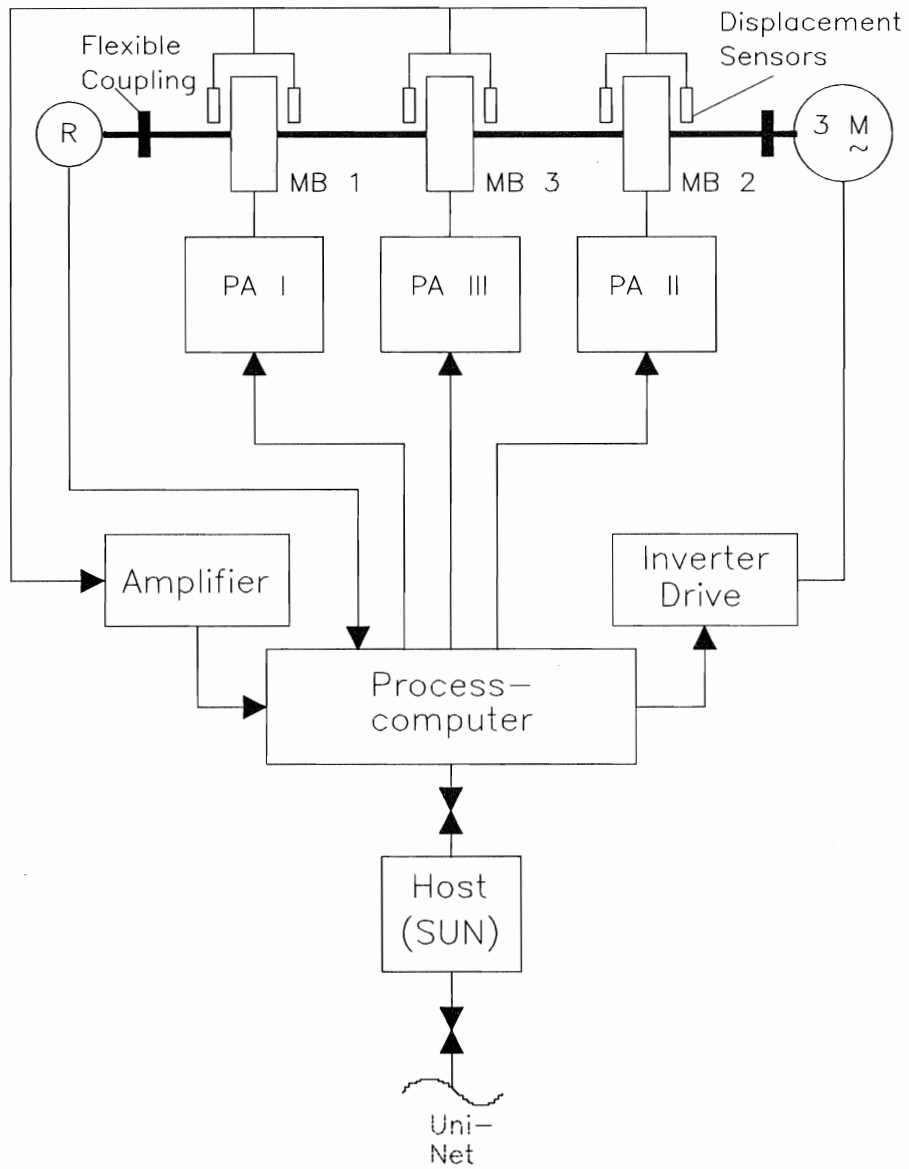 Flexible
Coupling
Displacement
Sensors
R
3 M
~
MB 1
MB 3
MB 2
PA I
PA III
PA II
Amplifier
Inverter
Drive
Process-
computer
Host
(SUN)
Uni-
Net